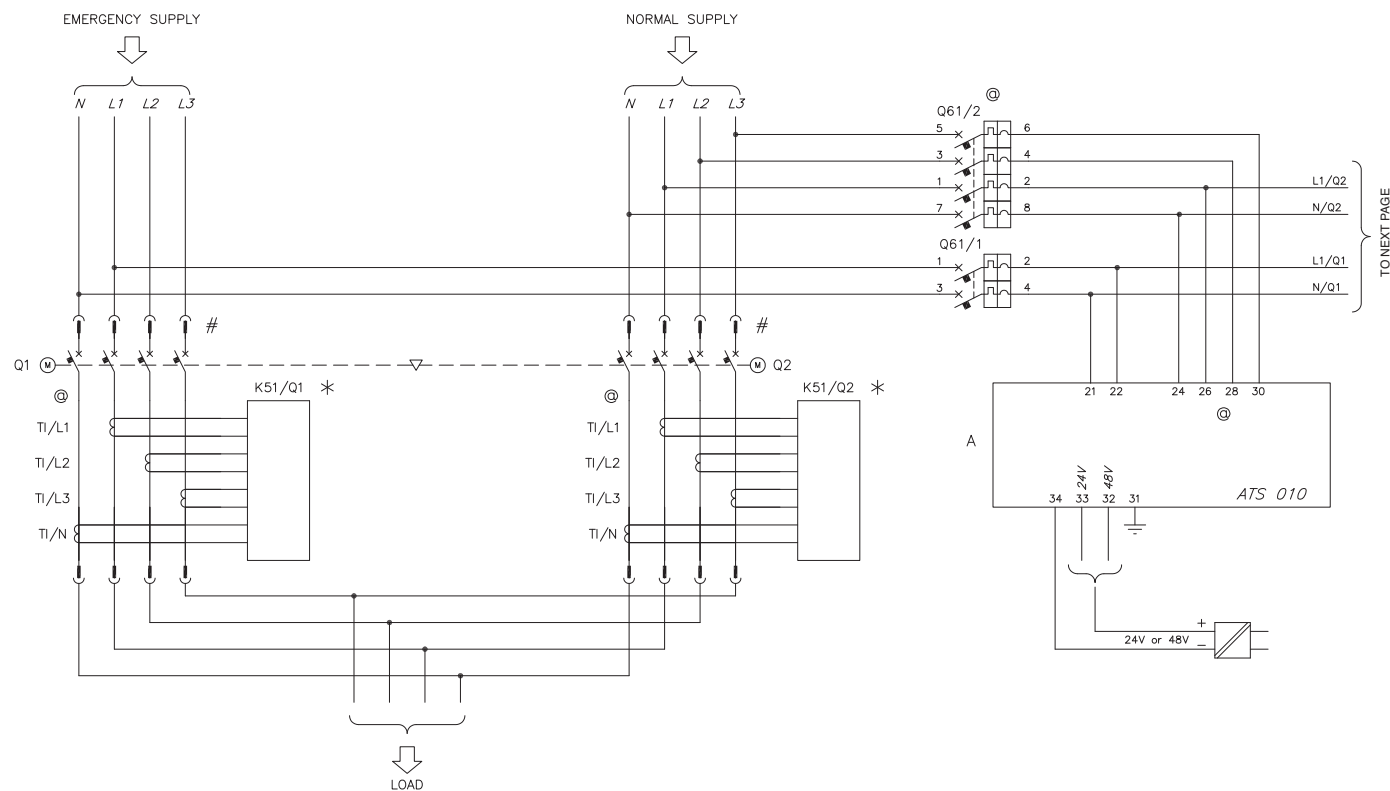 EMERGENCY SUPPLY
NORMAL SUPPLY
N L1 L2 L3
N L1 L2 L3
@
Q61/2
5 6
3 4
1 2
7 8
L1/Q2
N/Q2
Q61/1
1 2
3 4
L1/Q1
N/Q1
TO NEXT PAGE
#
#
Q1 M
M Q2
@
K51/Q1 *
TI/L1
TI/L2
TI/L3
TI/N
@
K51/Q2 *
TI/L1
TI/L2
TI/L3
TI/N
21 22 24 26 28 30
@
A
24V 48V
34 33 32 31
ATS 010
+
24V or 48V
–
LOAD